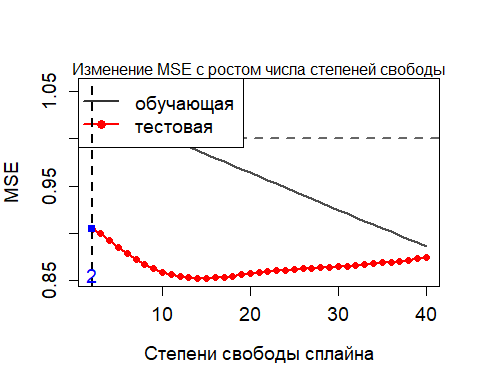 Изменение MSE с ростом числа степеней свободы
обучающая
тестовая
MSE
1.05
0.95
0.85
2
10
20
30
40
Степени свободы сплайна